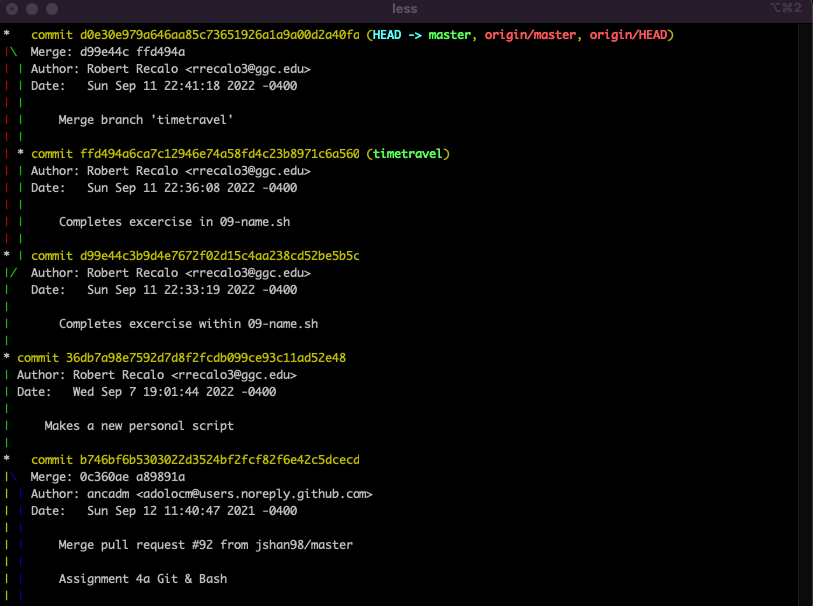 less
⌥⌘2
*   commit d0e30e979a646aa85c73651926a1a9a00d2a40fa (HEAD -> master, origin/master, origin/HEAD)
|\  Merge: d99e44c ffd494a
| | Author: Robert Recalo <rrecalo3@ggc.edu>
| | Date:   Sun Sep 11 22:41:18 2022 -0400
| |
| |     Merge branch 'timetravel'
| |
| * commit ffd494a6ca7c12946e74a58fd4c23b8971c6a560 (timetravel)
| | Author: Robert Recalo <rrecalo3@ggc.edu>
| | Date:   Sun Sep 11 22:36:08 2022 -0400
| |
| |     Completes excercise in 09-name.sh
| |
* | commit d99e44c3b9d4e7672f02d15c4aa238cd52be5b5c
|/  Author: Robert Recalo <rrecalo3@ggc.edu>
|   Date:   Sun Sep 11 22:33:19 2022 -0400
|
|       Completes excercise within 09-name.sh
|
* commit 36db7a98e7592d7d8f2fcdb099ce93c11ad52e48
| Author: Robert Recalo <rrecalo3@ggc.edu>
| Date:   Wed Sep 7 19:01:44 2022 -0400
|
|     Makes a new personal script
|
*   commit b746bf6b5303022d3524bf2fcf82f6e42c5dcecd
|\  Merge: 0c360ae a89891a
| | Author: ancadm <adolocm@users.noreply.github.com>
| | Date:   Sun Sep 12 11:40:47 2021 -0400
| |
| |     Merge pull request #92 from jshan98/master
| |
| |     Assignment 4a Git & Bash
| |